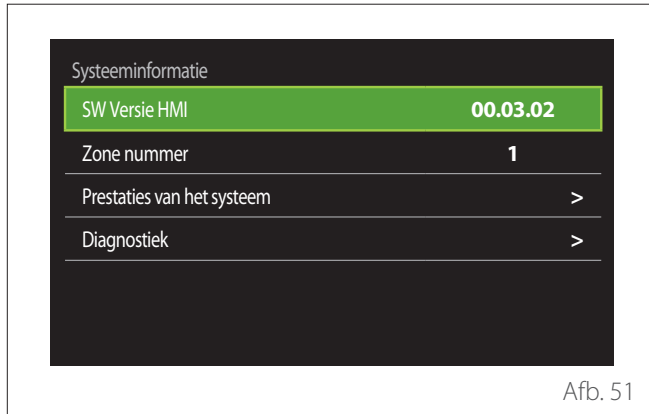 Systeeminformatie
SW Versie HMI 00.03.02
Zone nummer 1
Prestaties van het systeem >
Diagnostiek >
Afb. 51